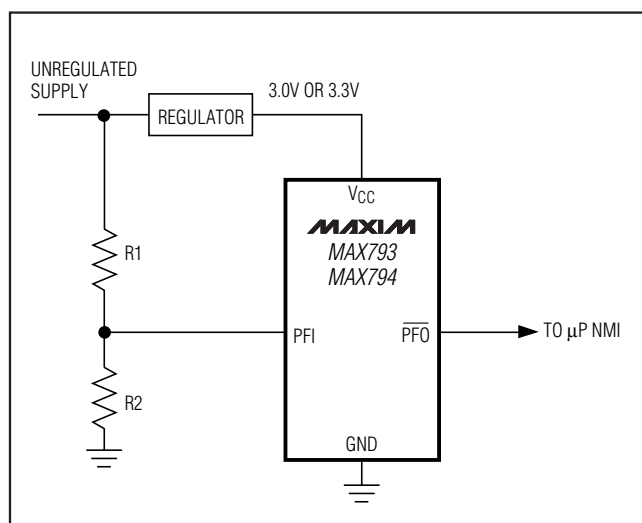 UNREGULATED
SUPPLY
REGULATOR
3.0V OR 3.3V
VCC
MAXIM
MAX793
MAX794
R1
PFI
P̅F̅O̅
TO μP NMI
R2
GND